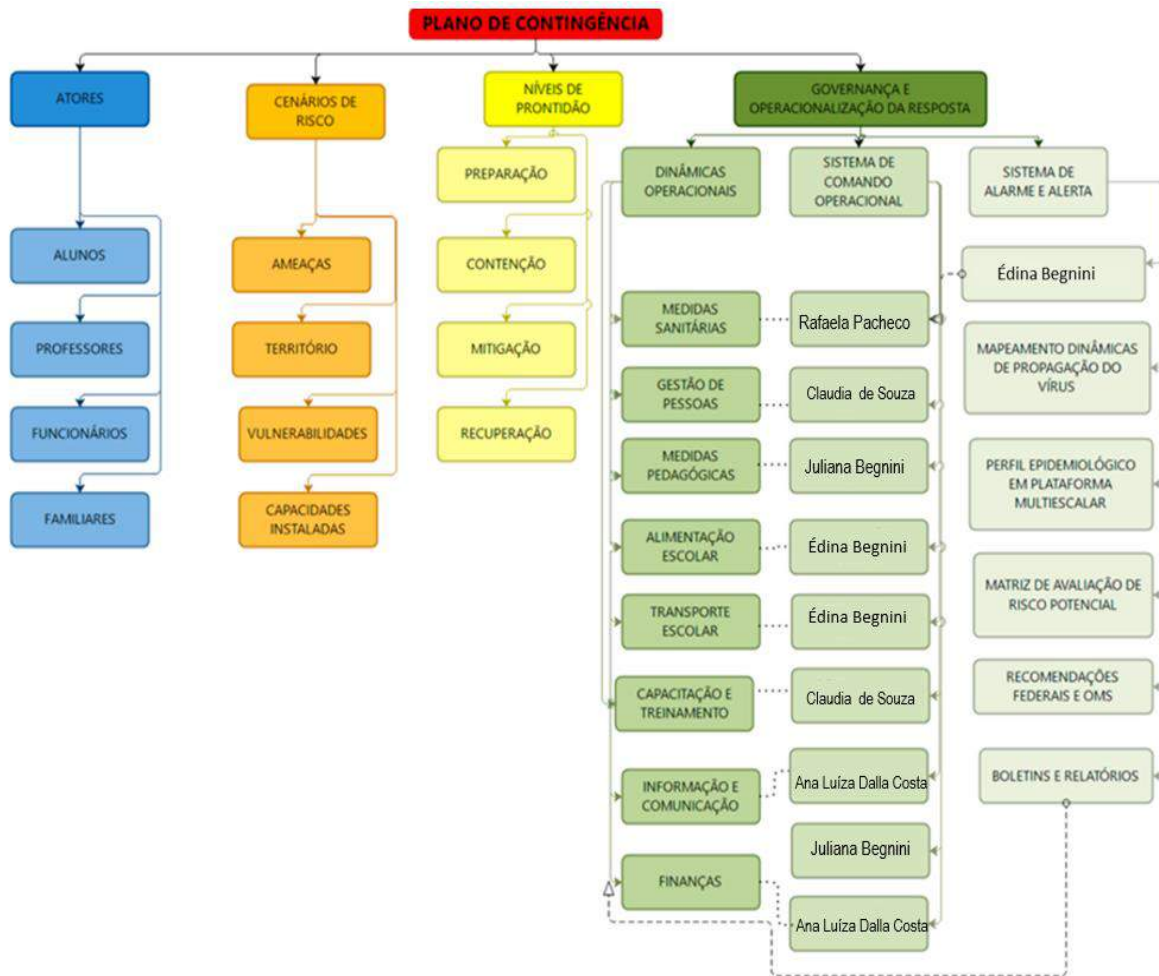 PLANO DE CONTINGÊNCIA
ATORES
CENÁRIOS DE
RISCO
NÍVEIS DE
PRONTIDÃO
GOVERNANÇA E
OPERACIONALIZAÇÃO DA RESPOSTA
ALUNOS
PROFESSORES
FUNCIONÁRIOS
FAMILIARES
AMEAÇAS
TERRITÓRIO
VULNERABILIDADES
CAPACIDADES
INSTALADAS
PREPARAÇÃO
CONTENÇÃO
MITIGAÇÃO
RECUPERAÇÃO
DINÂMICAS
OPERACIONAIS
SISTEMA DE
COMANDO
OPERACIONAL
SISTEMA DE
ALARME E ALERTA
MEDIDAS
SANITÁRIAS
Rafaela Pacheco
GESTÃO DE
PESSOAS
Claudia de Souza
MEDIDAS
PEDAGÓGICAS
Juliana Begnini
ALIMENTAÇÃO
ESCOLAR
Édina Begnini
TRANSPORTE
ESCOLAR
Édina Begnini
CAPACITAÇÃO E
TREINAMENTO
Claudia de Souza
INFORMAÇÃO E
COMUNICAÇÃO
Ana Luíza Dalla Costa
Juliana Begnini
FINANÇAS
Ana Luíza Dalla Costa
Édina Begnini
MAPEAMENTO DINÂMICAS
DE PROPAGAÇÃO DO
VÍRUS
PERFIL EPIDEMIOLÓGICO
EM PLATAFORMA
MULTIESCALAR
MATRIZ DE AVALIAÇÃO DE
RISCO POTENCIAL
RECOMENDAÇÕES
FEDERAIS E OMS
BOLETINS E RELATÓRIOS